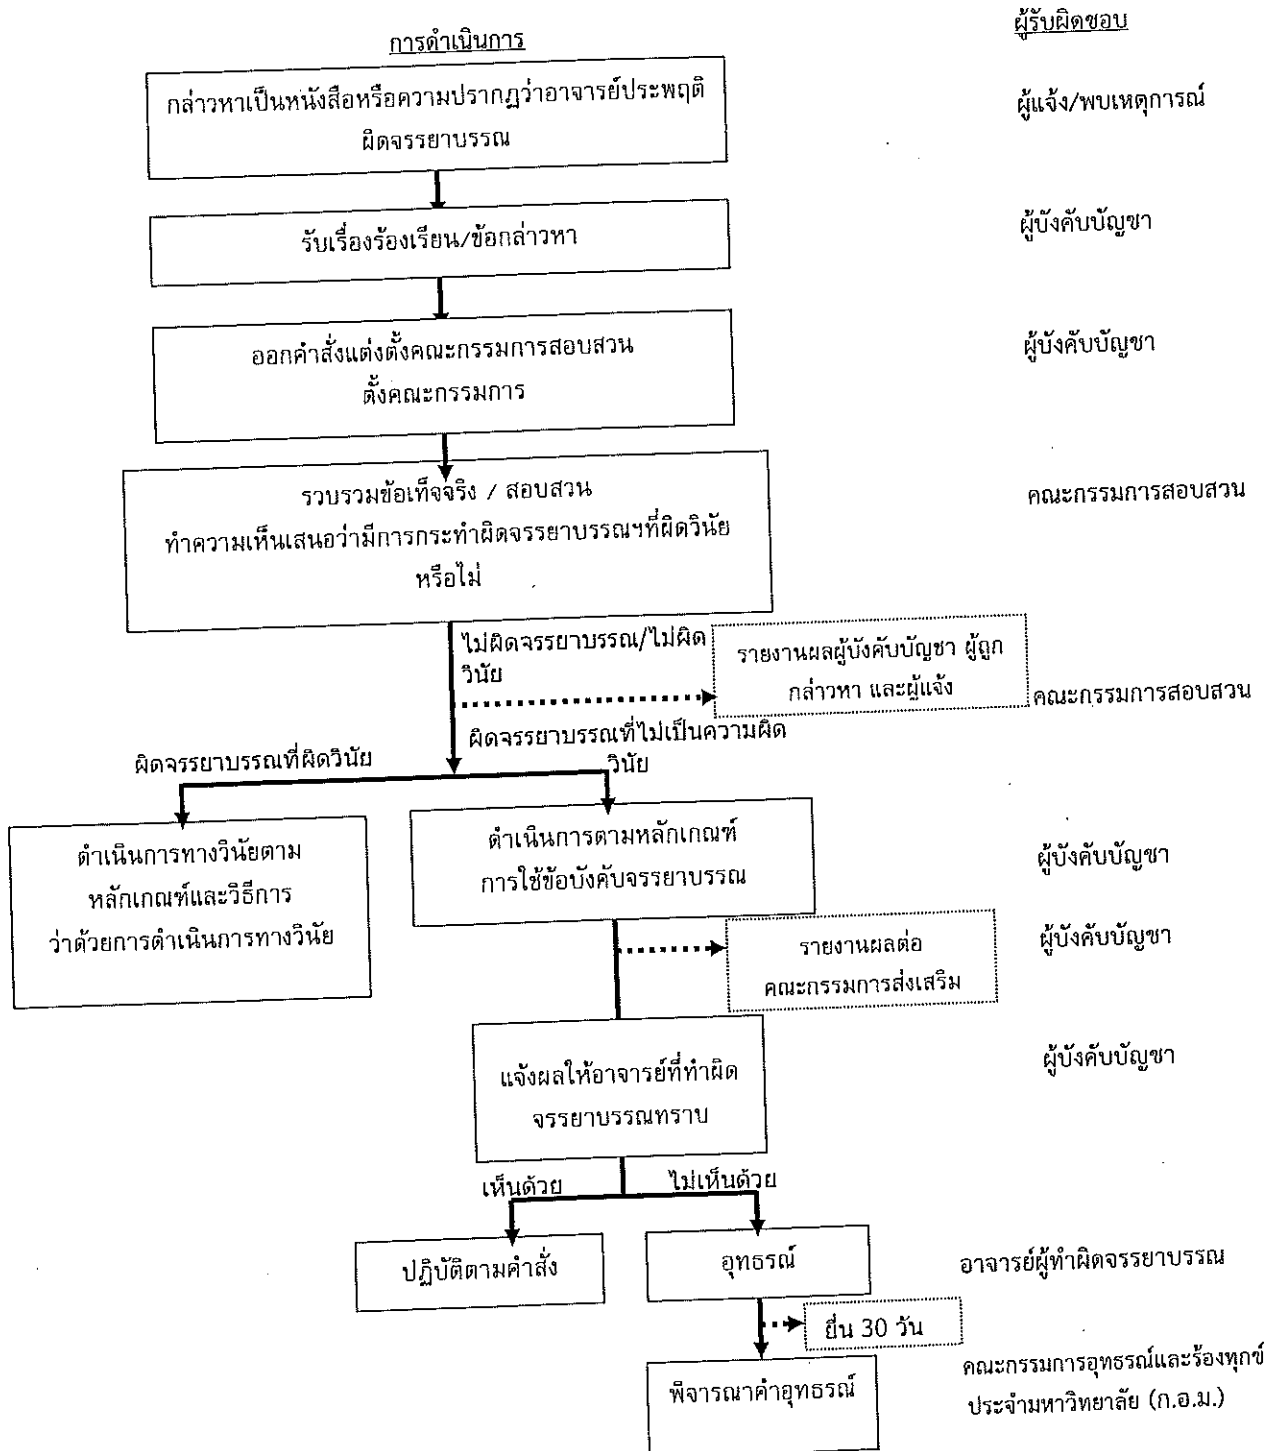 ผู้รับผิดชอบ
การดำเนินการ
กล่าวหาเป็นหนังสือหรือความปรากฏว่าอาจารย์ประพฤติ
ผิดจรรยาบรรณ
ผู้แจ้ง/พบเหตุการณ์
รับเรื่องร้องเรียน/ข้อกล่าวหา
ผู้บังคับบัญชา
ออกคำสั่งแต่งตั้งคณะกรรมการสอบสวน
ตั้งคณะกรรมการ
ผู้บังคับบัญชา
รวบรวมข้อเท็จจริง / สอบสวน
ทำความเห็นเสนอว่ามีการกระทำผิดจรรยาบรรณฯที่ผิดวินัย
หรือไม่
คณะกรรมการสอบสวน
ไม่ผิดจรรยาบรรณ/ไม่ผิด
วินัย
รายงานผลผู้บังคับบัญชา ผู้ถูก
กล่าวหา และผู้แจ้ง
คณะกรรมการสอบสวน
ผิดจรรยาบรรณที่ผิดวินัย
ผิดจรรยาบรรณที่ไม่เป็นความผิด
วินัย
ดำเนินการทางวินัยตาม
หลักเกณฑ์และวิธีการ
ว่าด้วยการดำเนินการทางวินัย
ดำเนินการตามหลักเกณฑ์
การใช้ข้อบังคับจรรยาบรรณ
ผู้บังคับบัญชา
รายงานผลต่อ
คณะกรรมการส่งเสริม
ผู้บังคับบัญชา
แจ้งผลให้อาจารย์ที่ทำผิด
จรรยาบรรณทราบ
ผู้บังคับบัญชา
เห็นด้วย
ไม่เห็นด้วย
ปฏิบัติตามคำสั่ง
อุทธรณ์
อาจารย์ผู้ทำผิดจรรยาบรรณ
ยื่น 30 วัน
พิจารณาคำอุทธรณ์
คณะกรรมการอุทธรณ์และร้องทุกข์
ประจำมหาวิทยาลัย (ก.อ.ม.)